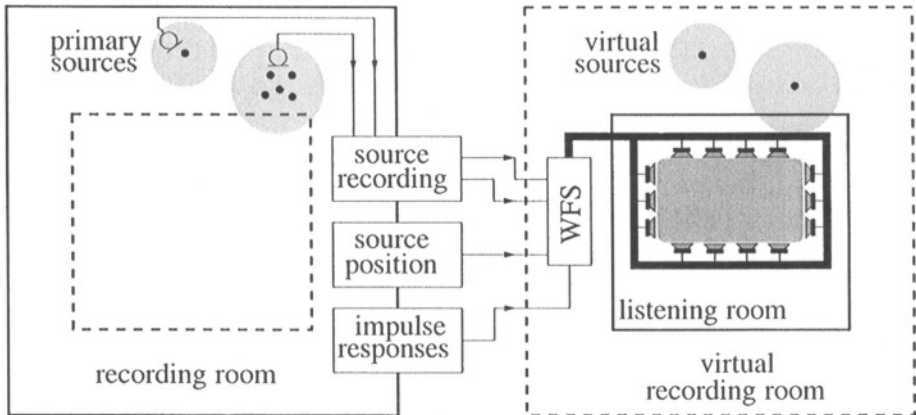 primary
sources
source
recording
source
position
impulse
responses
recording room
WFS
virtual
sources
listening room
virtual
recording room